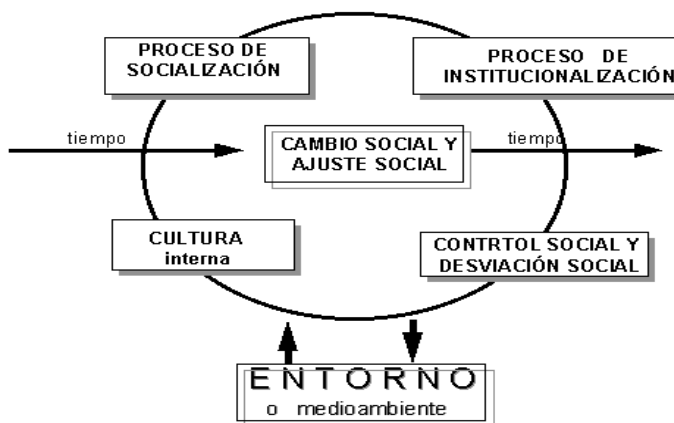 PROCESO DE
SOCIALIZACIÓN
PROCESO DE
INSTITUCIONALIZACIÓN
tiempo
CAMBIO SOCIAL Y
AJUSTE SOCIAL
tiempo
CULTURA
interna
CONTRTOL SOCIAL Y
DESVIACIÓN SOCIAL
ENTORNO
o medioambiente